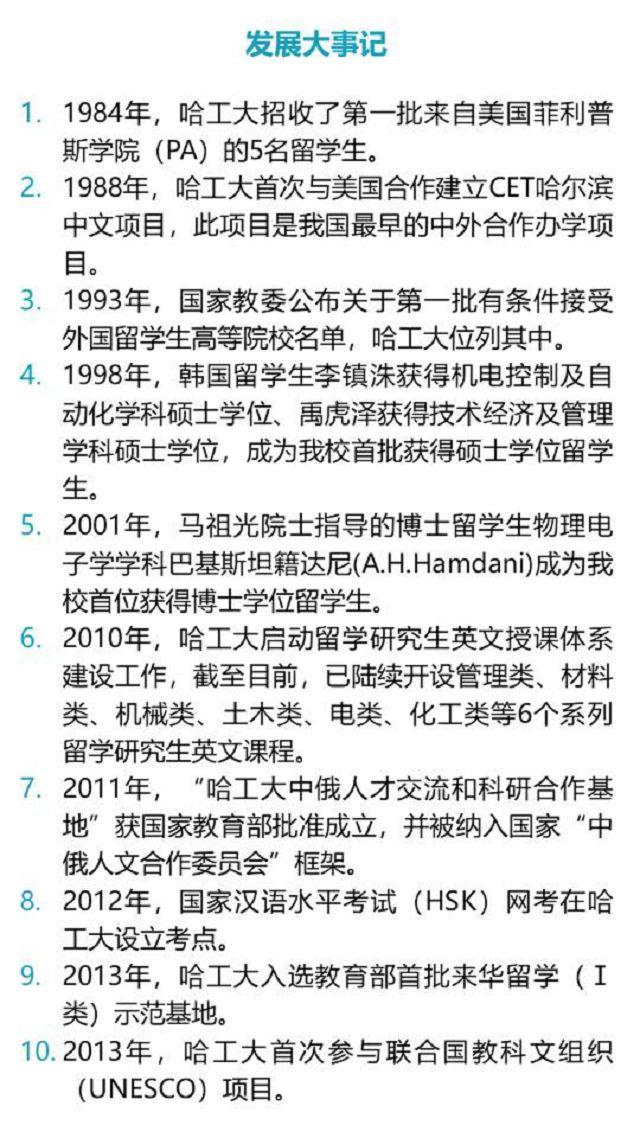 发展大事记
1. 1984年，哈工大招收了第一批来自美国菲利普
斯学院（PA）的5名留学生。
2. 1988年，哈工大首次与美国合作建立CET哈尔滨
中文项目，此项目是我国最早的中外合作办学项
目。
3. 1993年，国家教委公布关于第一批有条件接受
外国留学生高等院校名单，哈工大位列其中。
4. 1998年，韩国留学生李镇洙获得机电控制及自
动化学科硕士学位、禹虎泽获得技术经济及管理
学科硕士学位，成为我校首批获得硕士学位留学
生。
5. 2001年，马祖光院士指导的博士留学生物理电
子学学科巴基斯坦籍达尼(A.H.Hamdani)成为我
校首位获得博士学位留学生。
6. 2010年，哈工大启动留学研究生英文授课体系
建设工作，截至目前，已陆续开设管理类、材料
类、机械类、土木类、电类、化工类等6个系列
留学研究生英文课程。
7. 2011年，“哈工大中俄人才交流和科研合作基
地”获国家教育部批准成立，并被纳入国家“中
俄人文合作委员会”框架。
8. 2012年，国家汉语水平考试（HSK）网考在哈
工大设立考点。
9. 2013年，哈工大入选教育部首批来华留学（I
类）示范基地。
10. 2013年，哈工大首次参与联合国教科文组织
（UNESCO）项目。